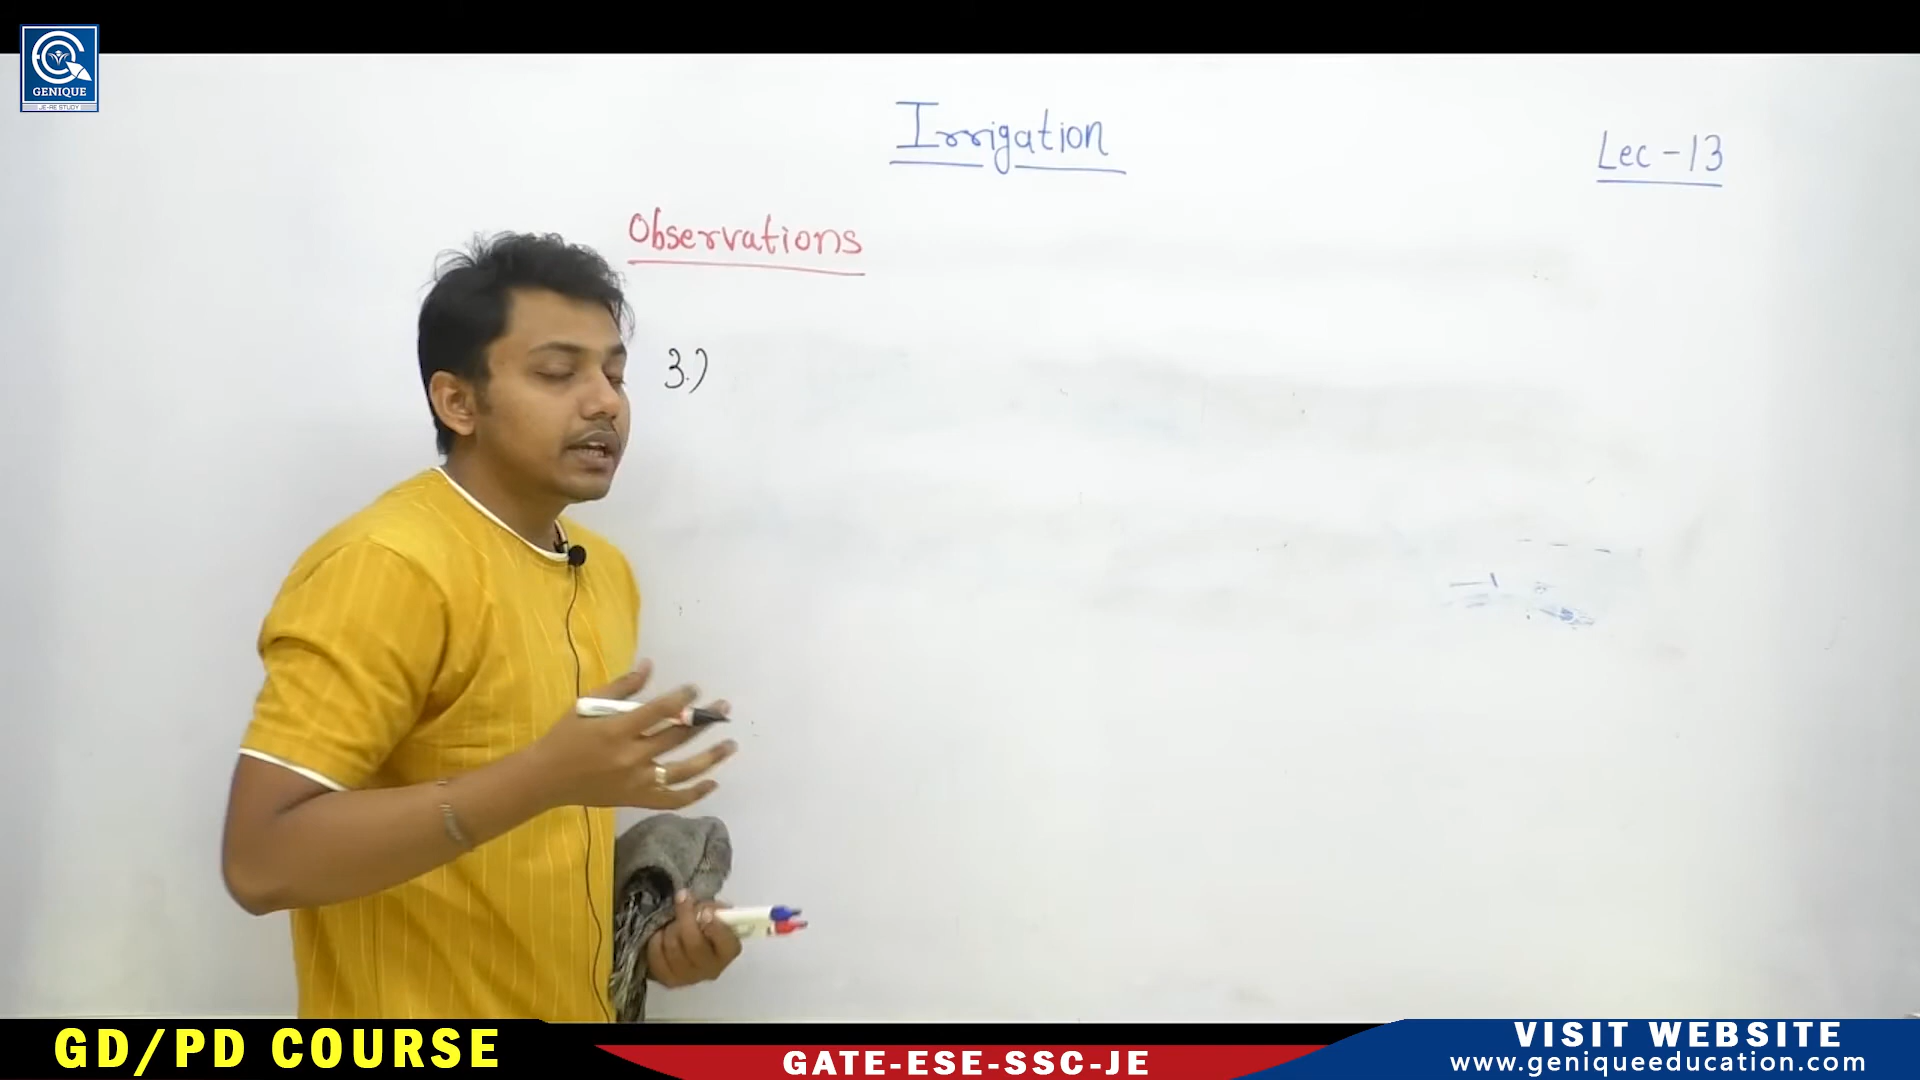 GENIQUE
JE-AE STUDY
Irrigation
Lec-13
Observations
3.)
GD/PD COURSE
GATE-ESE-SSC-JE
VISIT WEBSITE
www.geniqueeducation.com